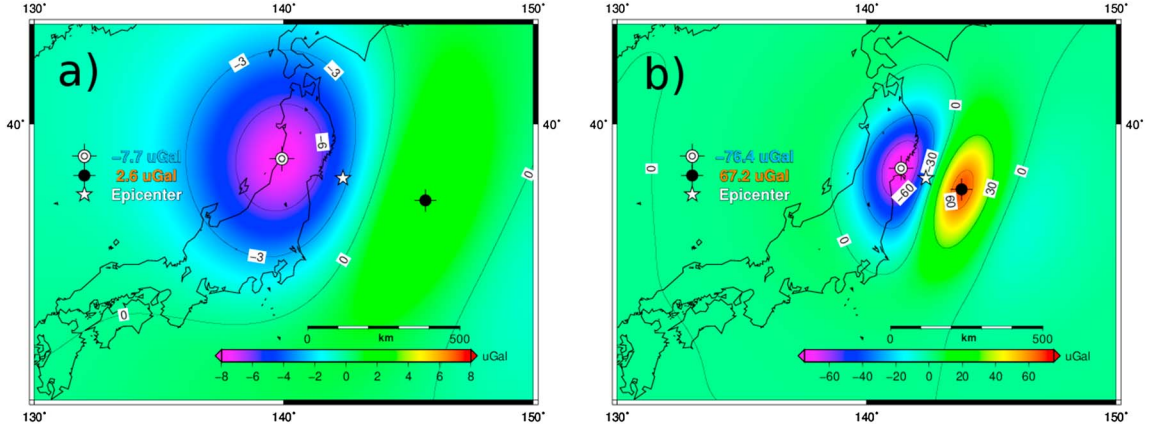 130° 140° 150°
a)
−3
−3
−6
40° 40°
−7.7 uGal
2.6 uGal
Epicenter
0
−3
0
0
0 500
km
uGal
−8 −6 −4 −2 0 2 4 6 8
130° 140° 150°
130° 140° 150°
b)
0
40° 40°
−76.4 uGal
67.2 uGal
Epicenter
−30
0
0
30
−60
60
0
0 500
km
uGal
−60 −40 −20 0 20 40 60
130° 140° 150°